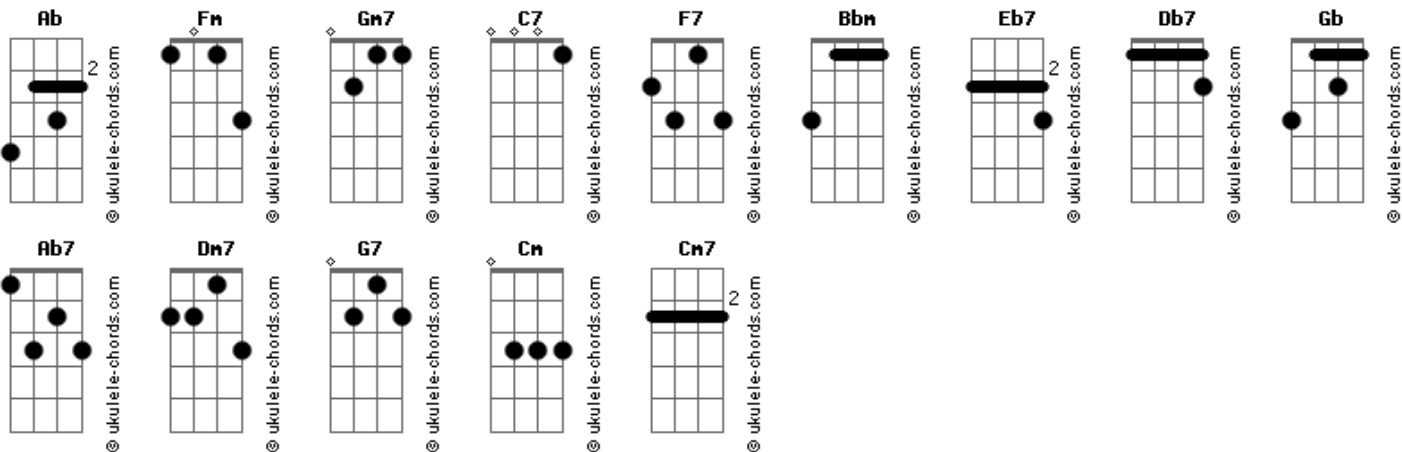 Ab Fm Gm7 C7 F7 Bbm Eb7 Db7 Gb
2 2
© ukulele-chords.com © ukulele-chords.com © ukulele-chords.com © ukulele-chords.com © ukulele-chords.com © ukulele-chords.com © ukulele-chords.com © ukulele-chords.com © ukulele-chords.com
Ab7 Dm7 G7 Cm Cm7
2
© ukulele-chords.com © ukulele-chords.com © ukulele-chords.com © ukulele-chords.com © ukulele-chords.com